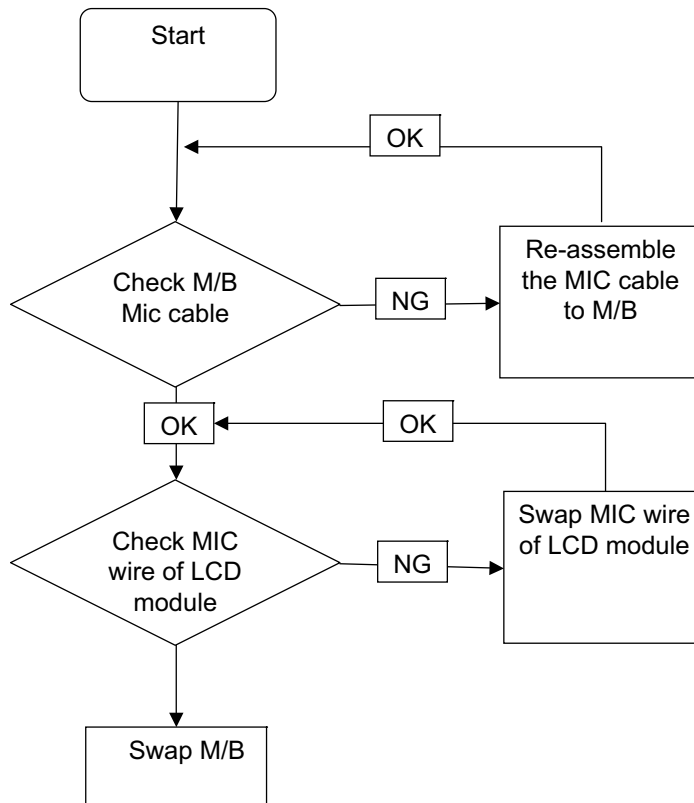 Start
OK
Check M/B
Mic cable
NG
Re-assemble
the MIC cable
to M/B
OK
OK
Check MIC
wire of LCD
module
NG
Swap MIC wire
of LCD module
Swap M/B